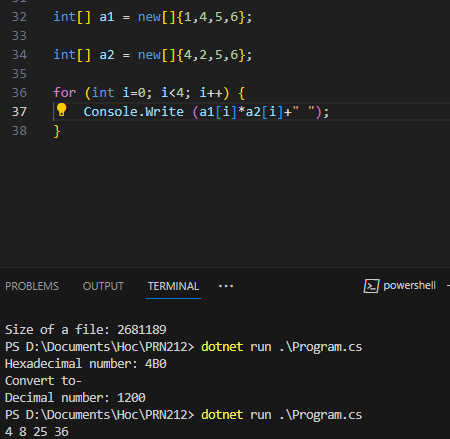 32 int[] a1 = new[]{1,4,5,6};
33
34 int[] a2 = new[]{4,2,5,6};
35
36 for (int i=0; i<4; i++) {
37 Console.Write (a1[i]*a2[i]+" ");
38 }
PROBLEMS OUTPUT TERMINAL ··· powershell
Size of a file: 2681189
PS D:\Documents\Hoc\PRN212> dotnet run .\Program.cs
Hexadecimal number: 4B0
Convert to-
Decimal number: 1200
PS D:\Documents\Hoc\PRN212> dotnet run .\Program.cs
4 8 25 36